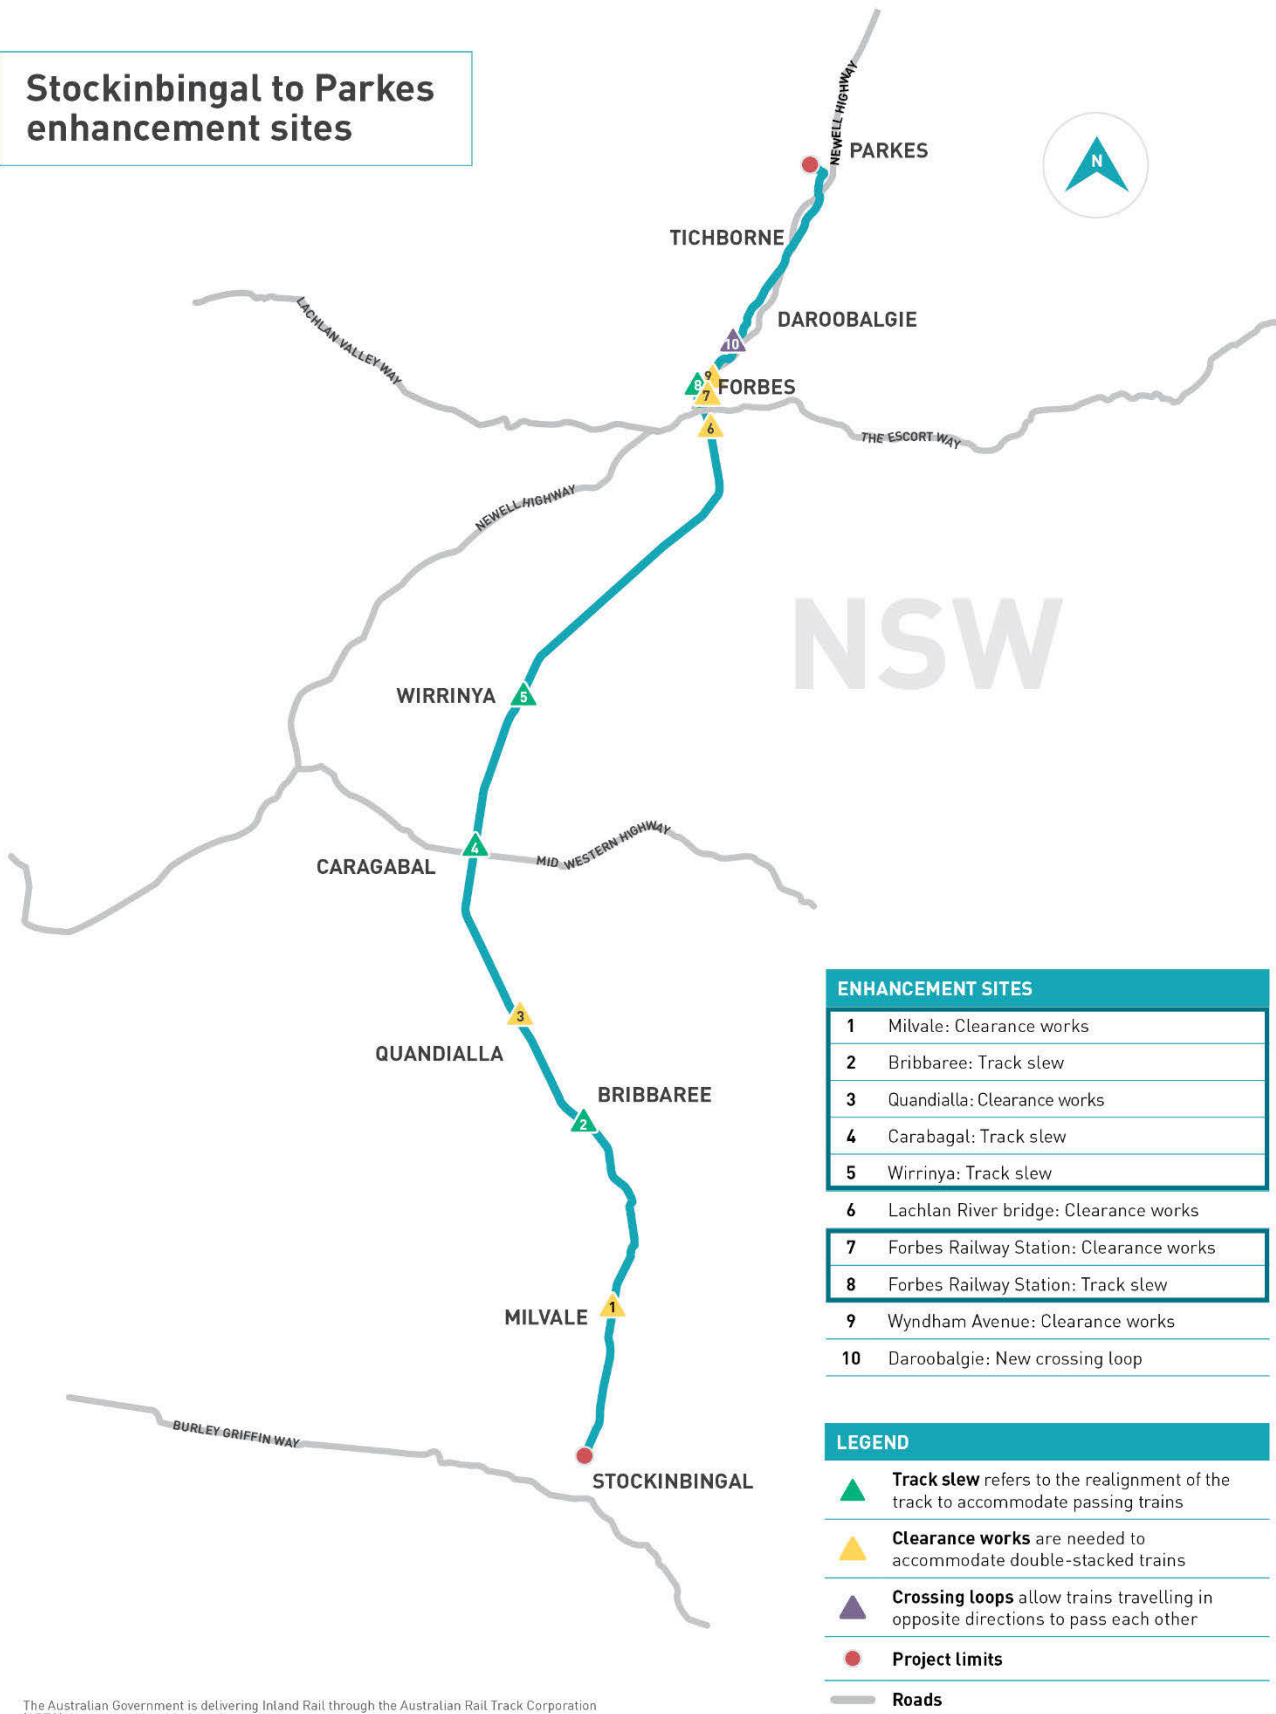 Stockinbingal to Parkes
enhancement sites
NEWELL HIGHWAY
PARKES
N
TICHBORNE
LACHLAN VALLEY WAY
DAROOBALGIE
10
9
8
FORBES
7
6
THE ESCORT WAY
NEWELL HIGHWAY
NSW
WIRRINYA
5
4
MID WESTERN HIGHWAY
CARAGABAL
3
QUANDIALLA
BRIBBAREE
2
1
MILVALE
BURLEY GRIFFIN WAY
STOCKINBINGAL
ENHANCEMENT SITES
1 Milvale: Clearance works
2 Bribbaree: Track slew
3 Quandialla: Clearance works
4 Carabagal: Track slew
5 Wirrinya: Track slew
6 Lachlan River bridge: Clearance works
7 Forbes Railway Station: Clearance works
8 Forbes Railway Station: Track slew
9 Wyndham Avenue: Clearance works
10 Daroobalgie: New crossing loop
LEGEND
Track slew refers to the realignment of the
track to accommodate passing trains
Clearance works are needed to
accommodate double-stacked trains
Crossing loops allow trains travelling in
opposite directions to pass each other
Project limits
Roads
The Australian Government is delivering Inland Rail through the Australian Rail Track Corporation